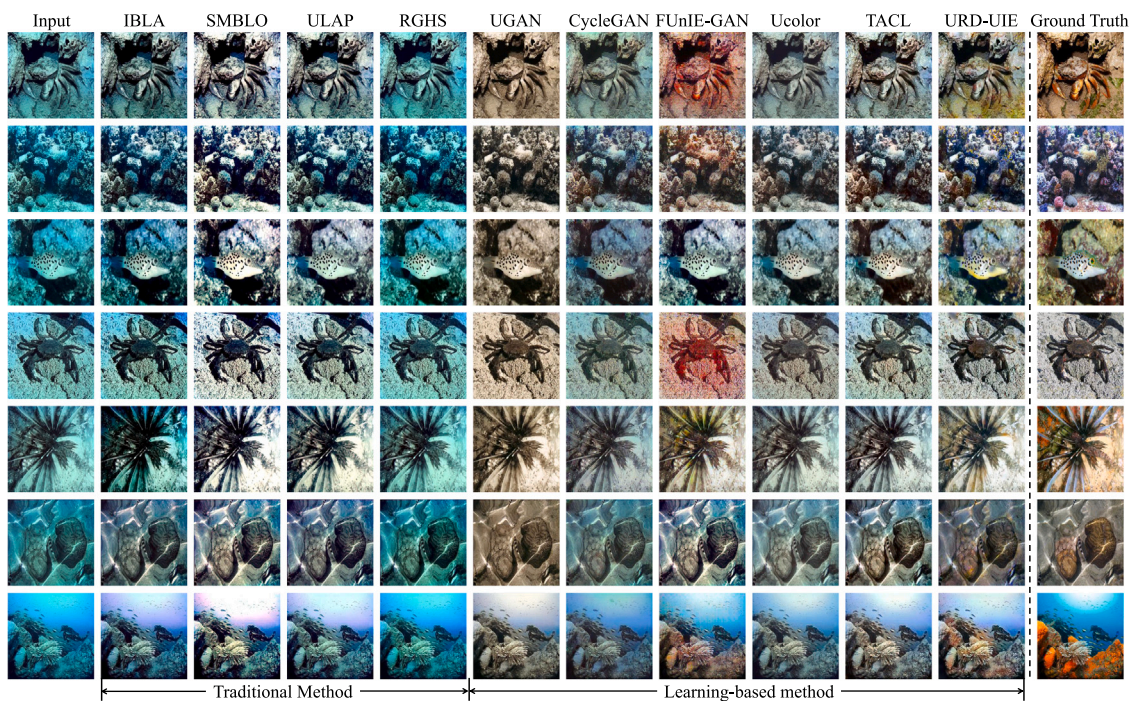 Input IBLA SMBLO ULAP RGHS UGAN CycleGAN FUnIE-GAN Ucolor TACL URD-UIE Ground Truth
Traditional Method Learning-based method